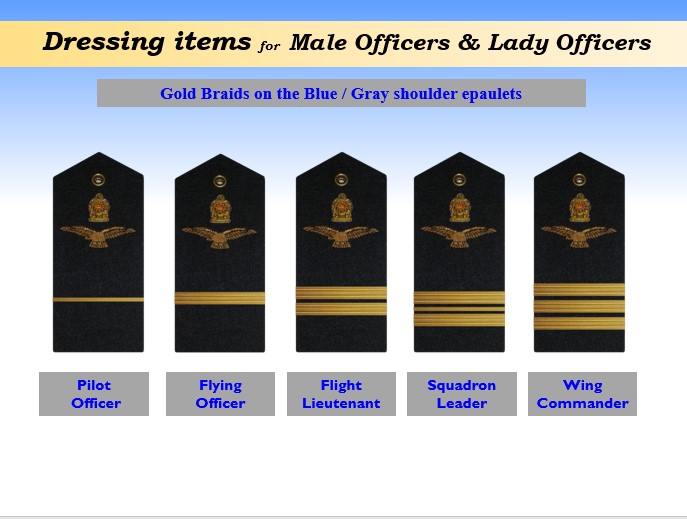 Dressing items for Male Officers & Lady Officers
Gold Braids on the Blue / Gray shoulder epaulets
Pilot
Officer
Flying
Officer
Flight
Lieutenant
Squadron
Leader
Wing
Commander